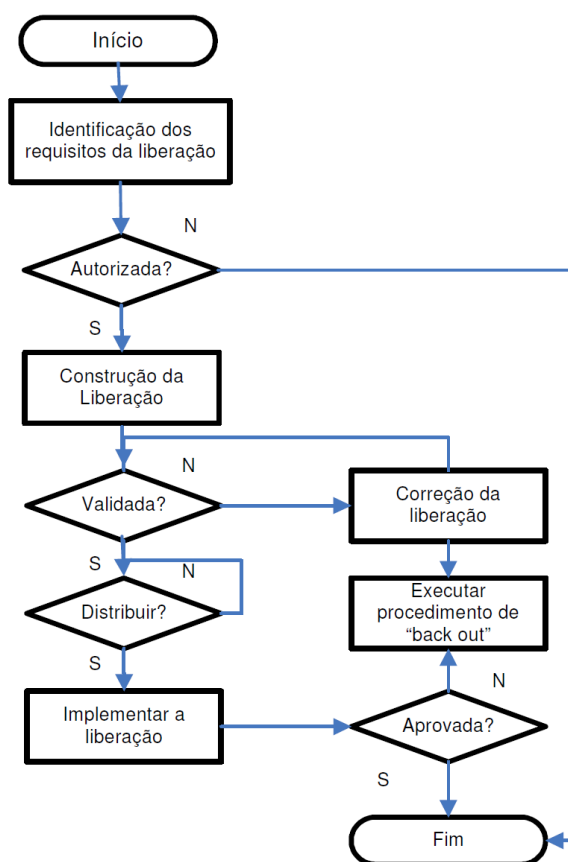 Início
Identificação dos
requisitos da liberação
N
Autorizada?
S
Construção da
Liberação
N
Validada?
Correção da
liberação
S
N
Distribuir?
Executar
procedimento de
“back out”
S
N
Implementar a
liberação
Aprovada?
S
Fim